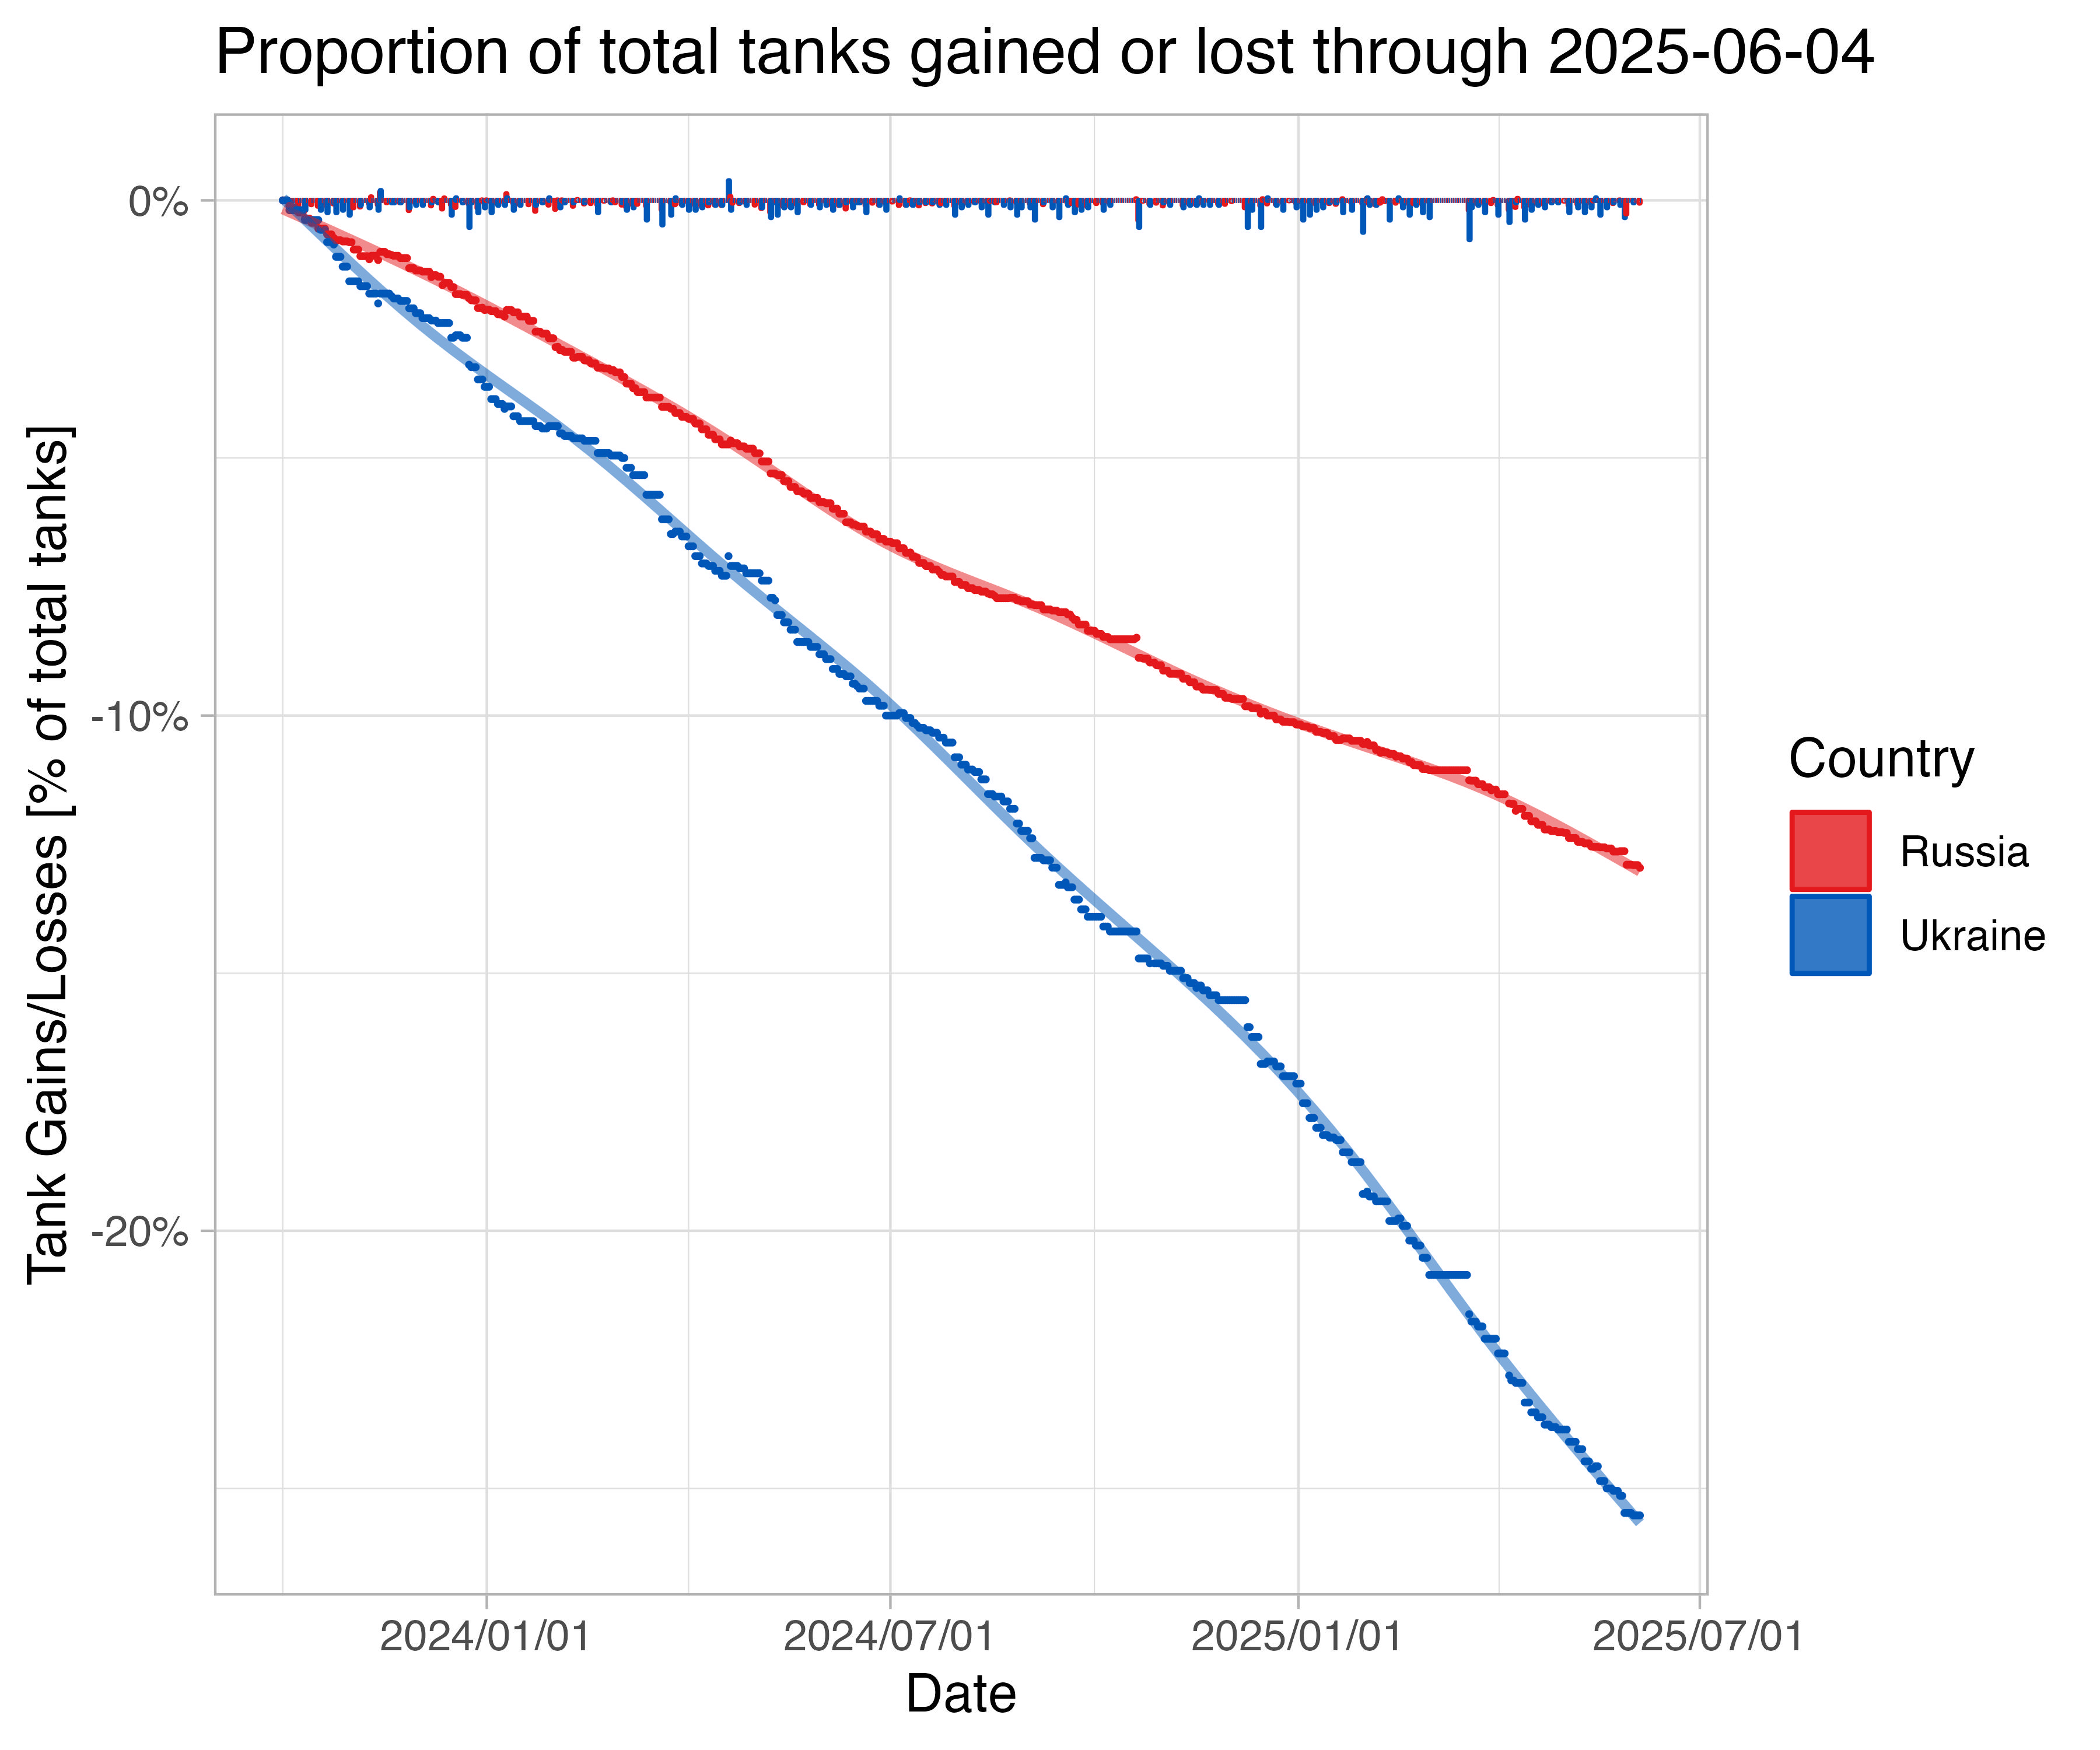 Proportion of total tanks gained or lost through 2025-06-04
Tank Gains/Losses [% of total tanks]
0%
-10%
-20%
2024/01/01
2024/07/01
2025/01/01
2025/07/01
Date
Country
Russia
Ukraine